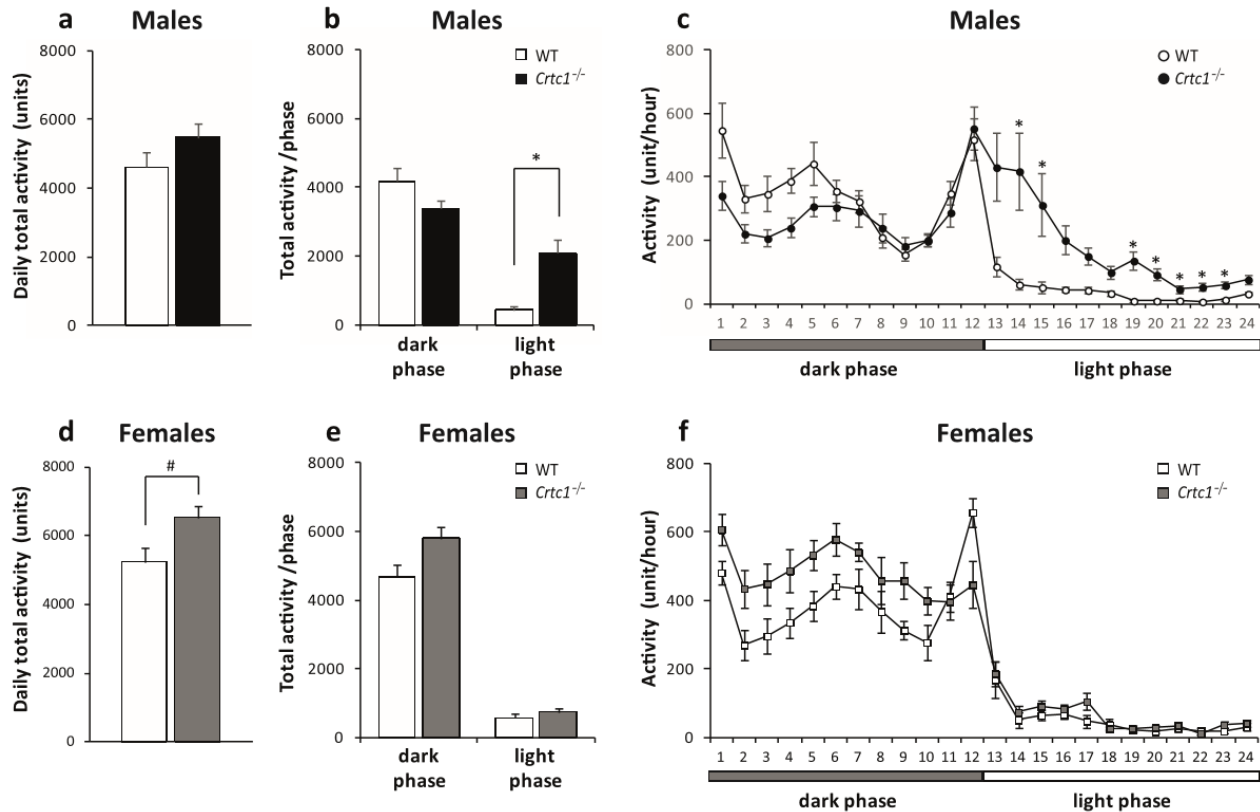 a
Males
Daily total activity (units)
8000
6000
4000
2000
0
b
Males
Total activity /phase
8000
6000
4000
2000
0
WT
Crtc1-/-
*
dark
phase
light
phase
c
Males
Activity (unit/hour)
800
600
400
200
0
WT
Crtc1-/-
* * * * * * *
1 2 3 4 5 6 7 8 9 10 11 12 13 14 15 16 17 18 19 20 21 22 23 24
dark phase
light phase
d
Females
Daily total activity (units)
8000
6000
4000
2000
0
#
e
Females
Total activity /phase
8000
6000
4000
2000
0
WT
Crtc1-/-
dark
phase
light
phase
f
Females
Activity (unit/hour)
800
600
400
200
0
WT
Crtc1-/-
1 2 3 4 5 6 7 8 9 10 11 12 13 14 15 16 17 18 19 20 21 22 23 24
dark phase
light phase